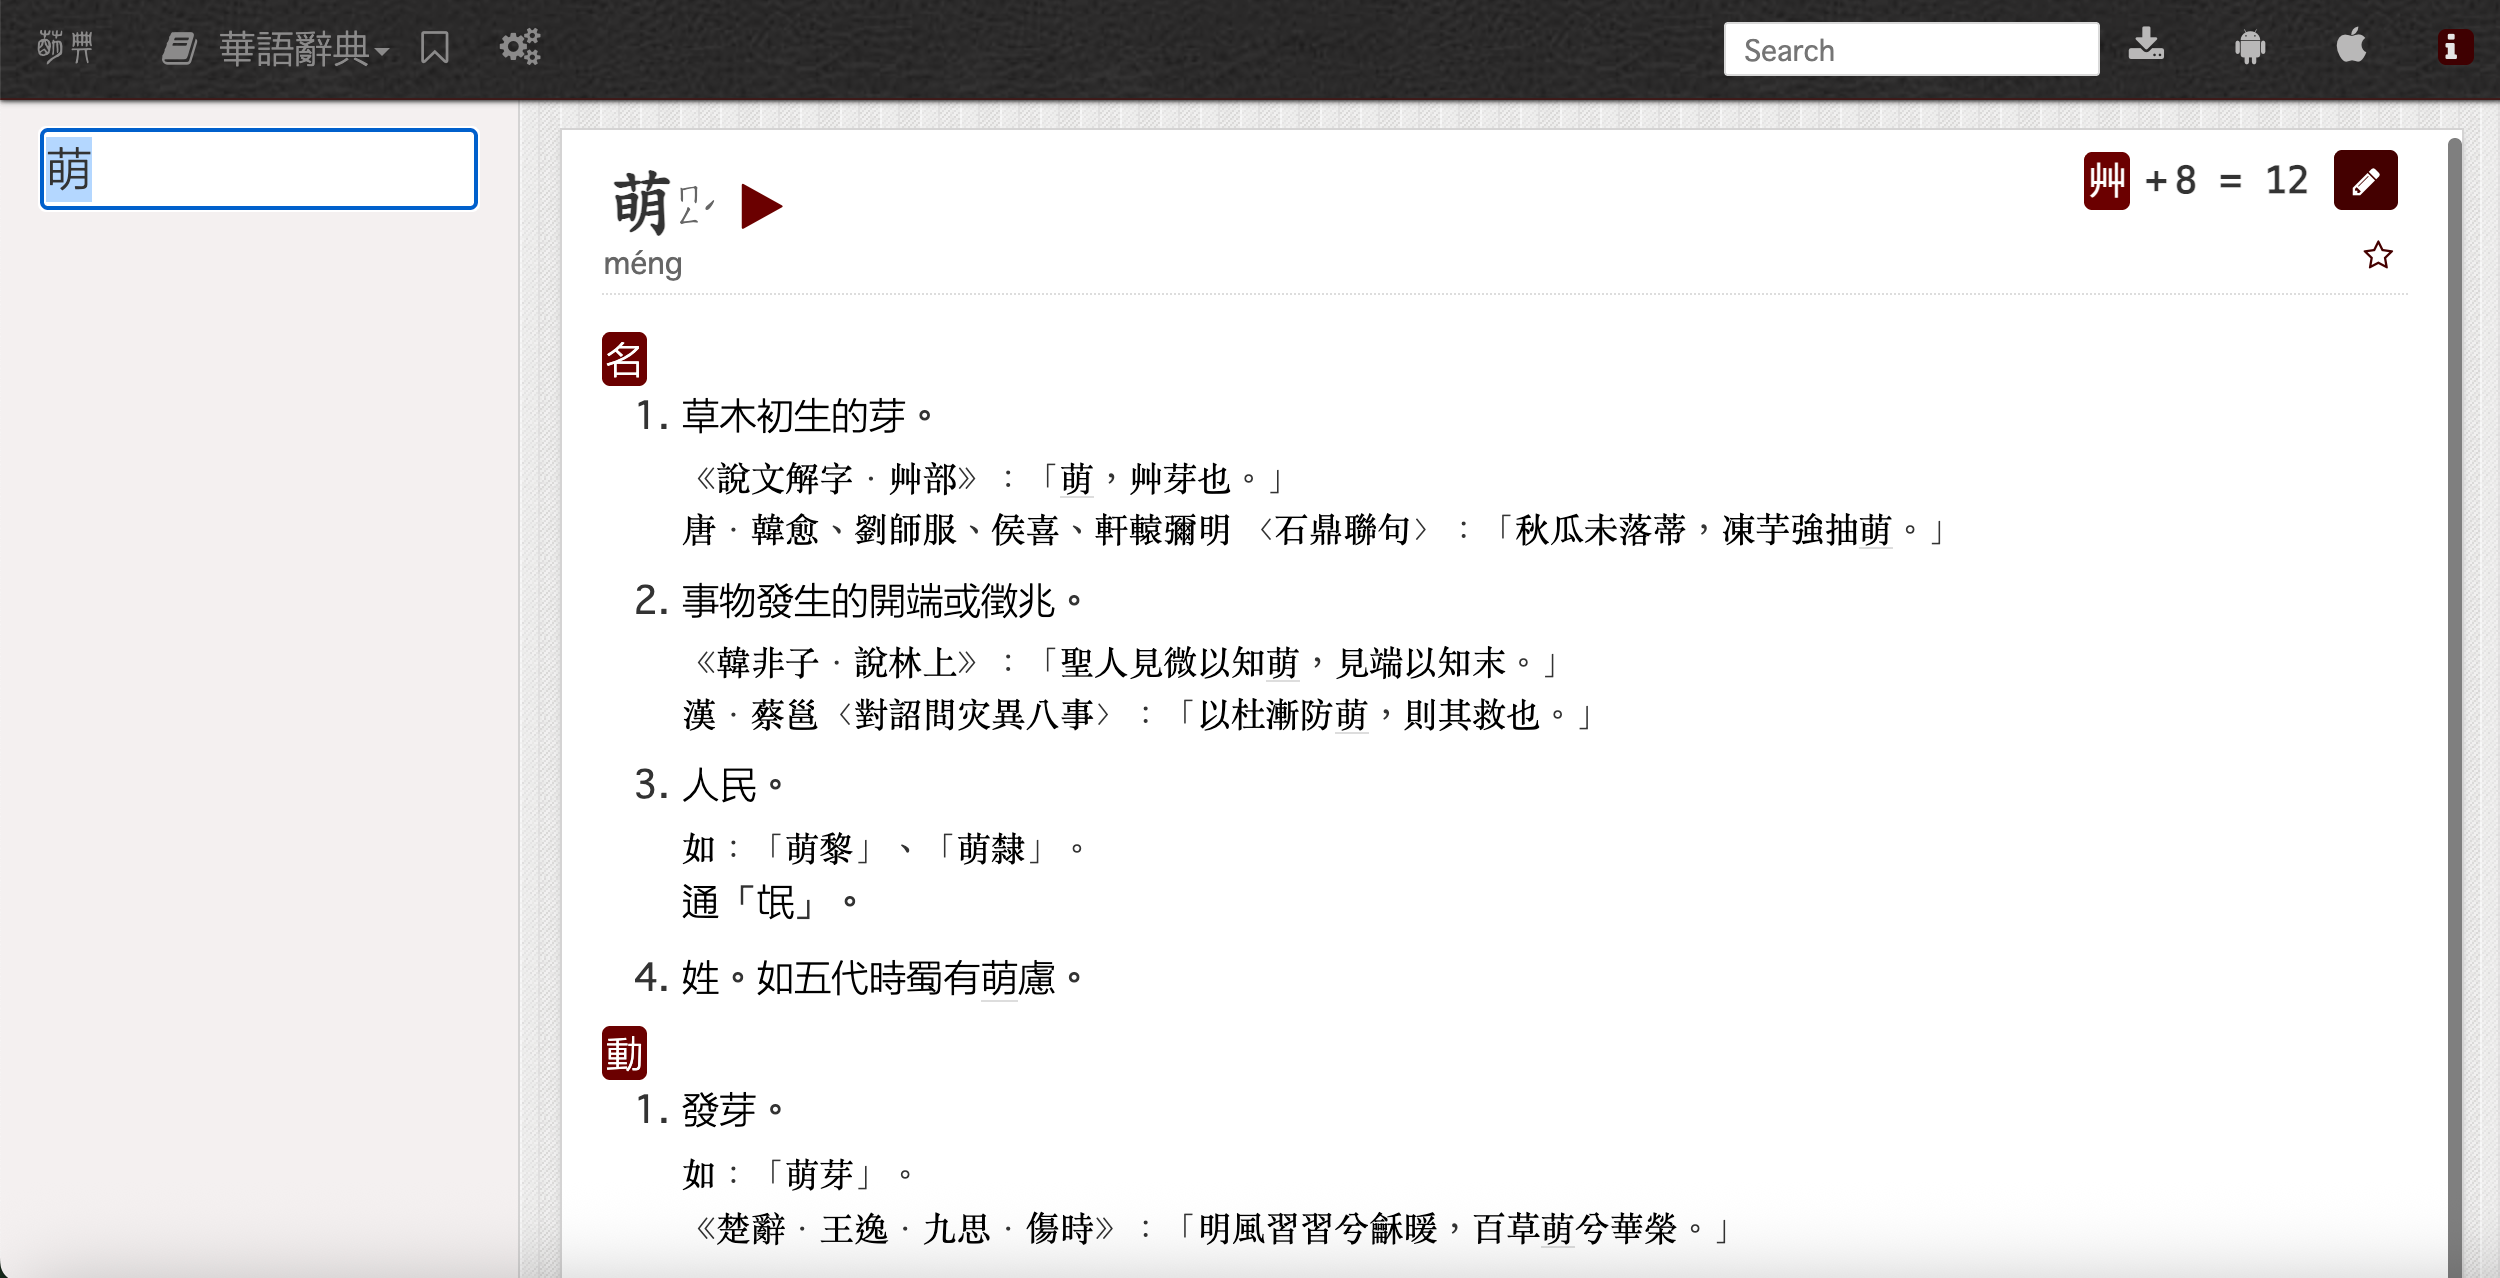 萌典 華語辭典 Search
萌
萌 ㄇㄥˊ
méng
艸 +8 = 12
名
1. 草木初生的芽。
《說文解字．艸部》：「萌，艸芽也。」
唐．韓愈、劉師服、侯喜、軒轅彌明〈石鼎聯句〉：「秋瓜未落蒂，凍芋強抽萌。」
2. 事物發生的開端或徵兆。
《韓非子．說林上》：「聖人見微以知萌，見端以知末。」
漢．蔡邕〈對詔問灾異八事〉：「以杜漸防萌，則其救也。」
3. 人民。
如：「萌黎」、「萌隸」。
通「氓」。
4. 姓。如五代時蜀有萌慮。
動
1. 發芽。
如：「萌芽」。
《楚辭．王逸．九思．傷時》：「明風習習兮龢暖，百草萌兮華榮。」